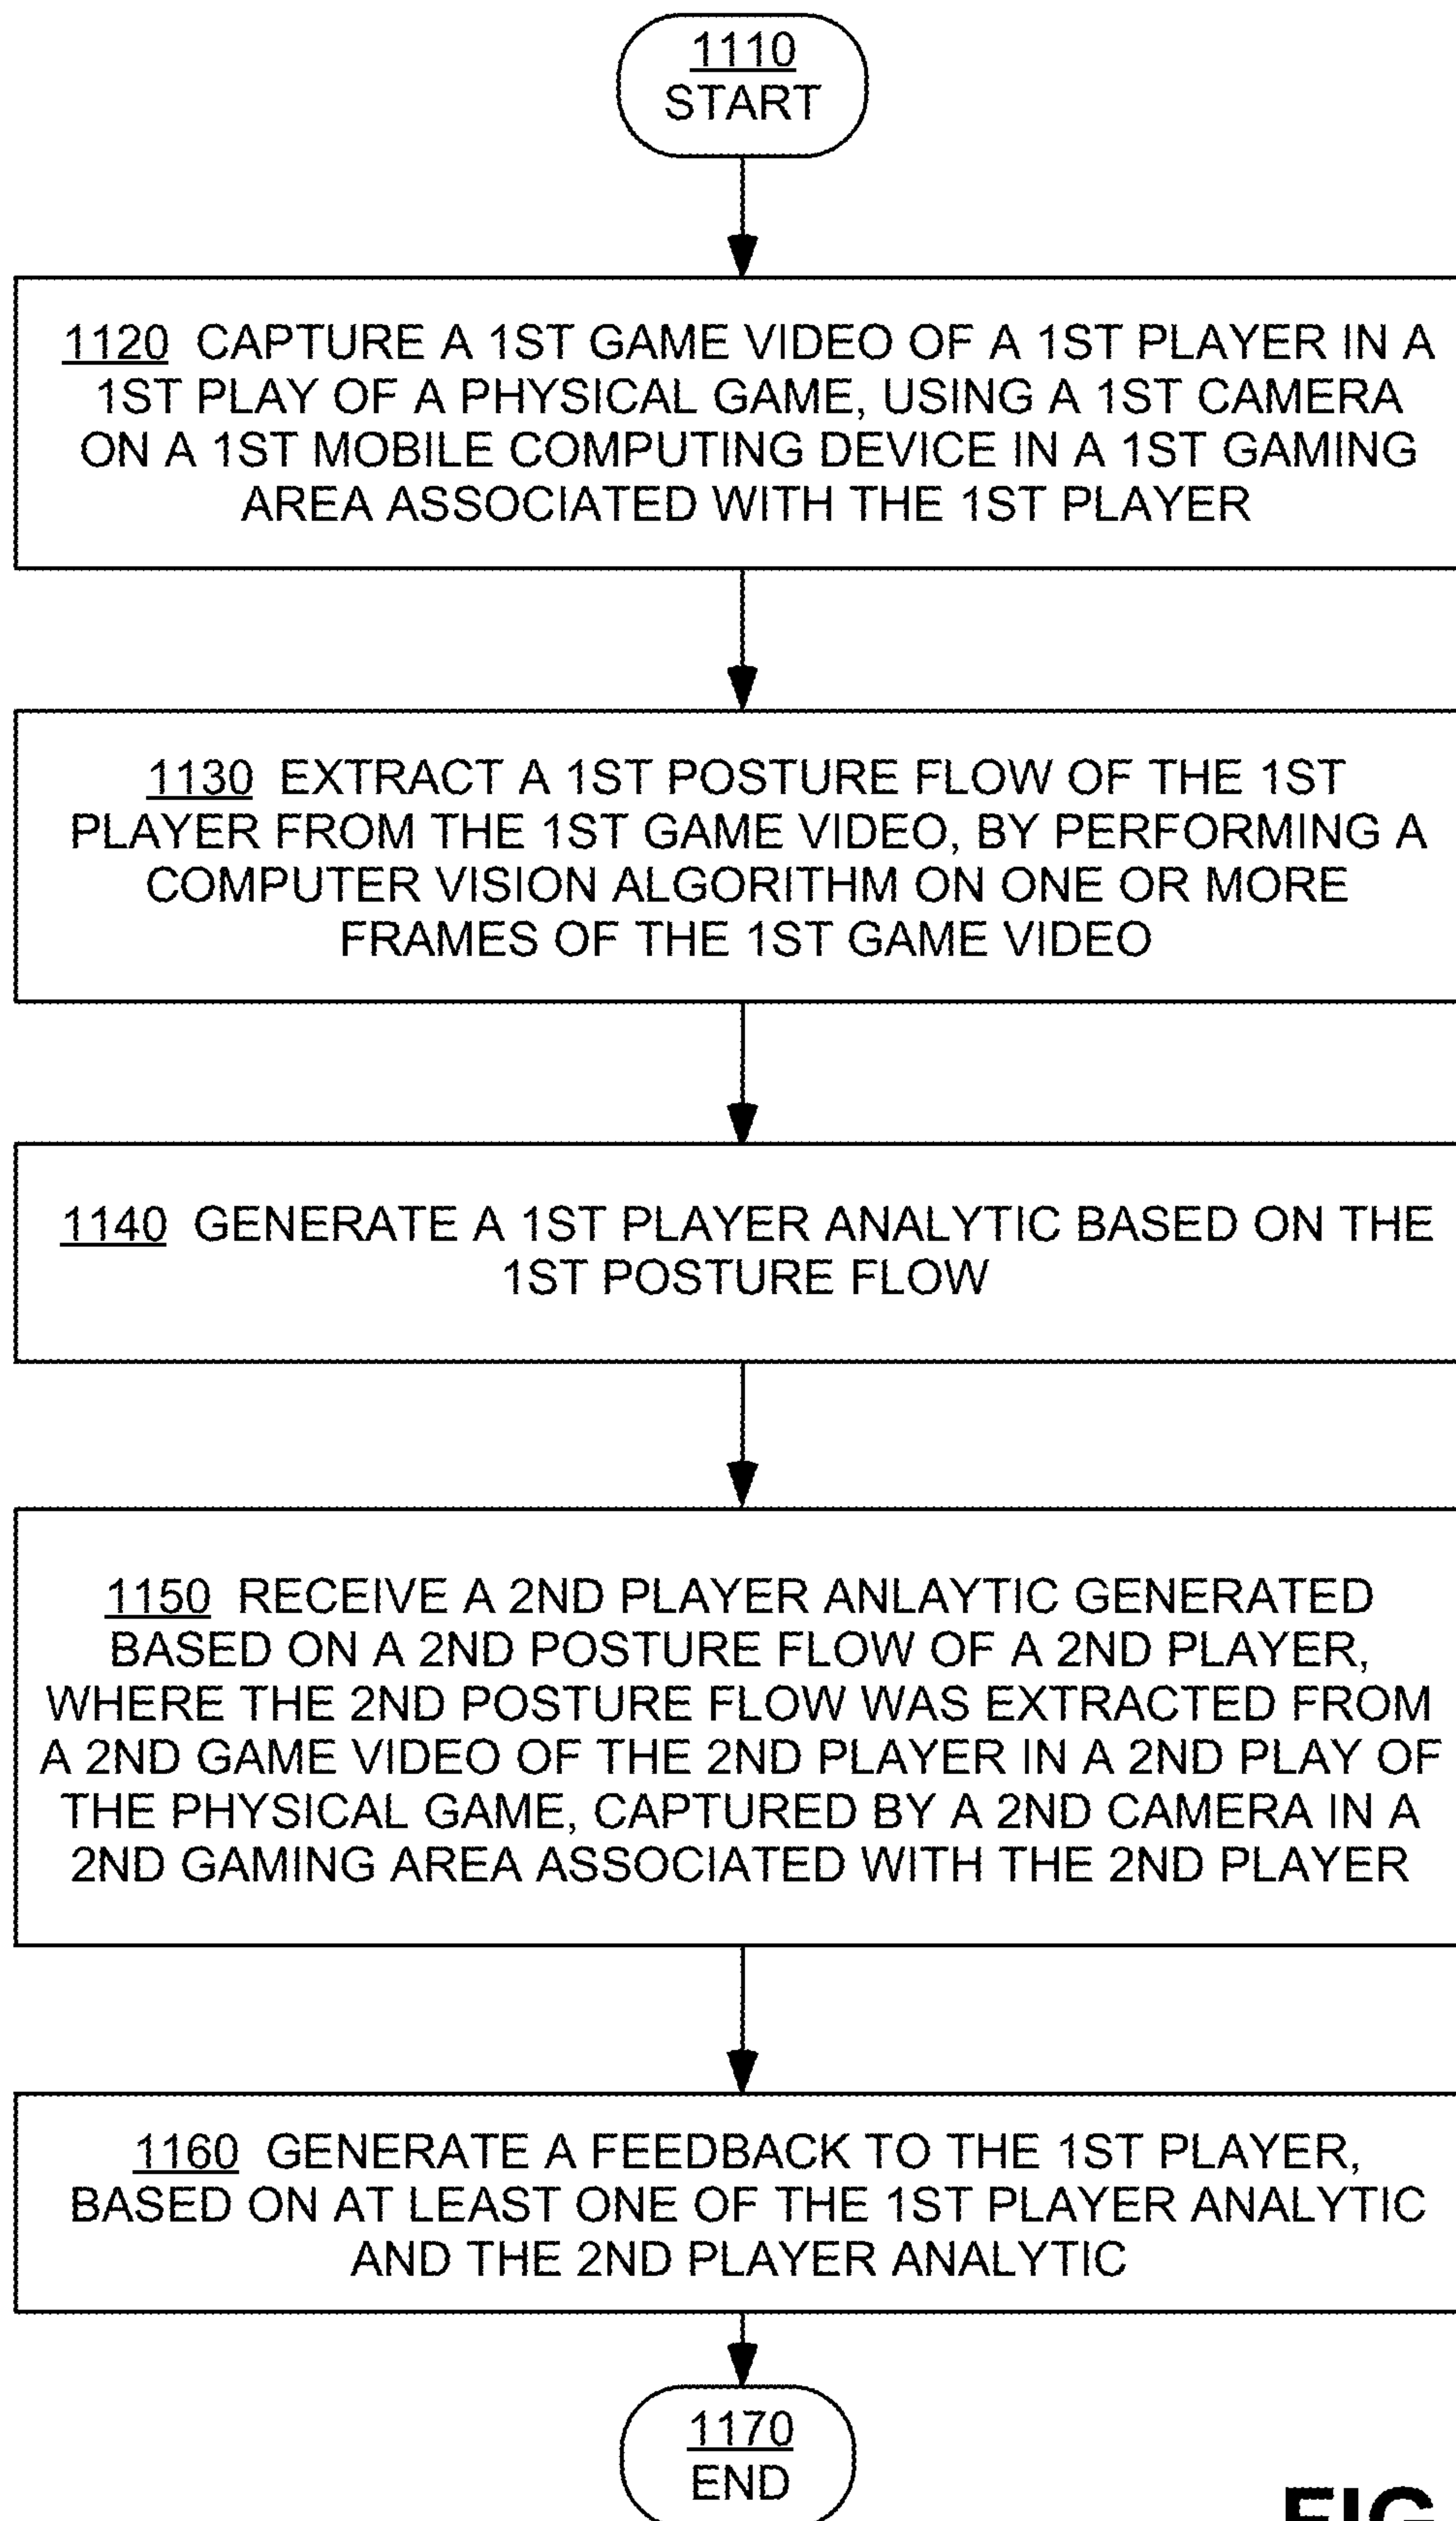 1110
START
1120 CAPTURE A 1ST GAME VIDEO OF A 1ST PLAYER IN A
1ST PLAY OF A PHYSICAL GAME, USING A 1ST CAMERA
ON A 1ST MOBILE COMPUTING DEVICE IN A 1ST GAMING
AREA ASSOCIATED WITH THE 1ST PLAYER
1130 EXTRACT A 1ST POSTURE FLOW OF THE 1ST
PLAYER FROM THE 1ST GAME VIDEO, BY PERFORMING A
COMPUTER VISION ALGORITHM ON ONE OR MORE
FRAMES OF THE 1ST GAME VIDEO
1140 GENERATE A 1ST PLAYER ANALYTIC BASED ON THE
1ST POSTURE FLOW
1150 RECEIVE A 2ND PLAYER ANLAYTIC GENERATED
BASED ON A 2ND POSTURE FLOW OF A 2ND PLAYER,
WHERE THE 2ND POSTURE FLOW WAS EXTRACTED FROM
A 2ND GAME VIDEO OF THE 2ND PLAYER IN A 2ND PLAY OF
THE PHYSICAL GAME, CAPTURED BY A 2ND CAMERA IN A
2ND GAMING AREA ASSOCIATED WITH THE 2ND PLAYER
1160 GENERATE A FEEDBACK TO THE 1ST PLAYER,
BASED ON AT LEAST ONE OF THE 1ST PLAYER ANALYTIC
AND THE 2ND PLAYER ANALYTIC
1170
END
FIG